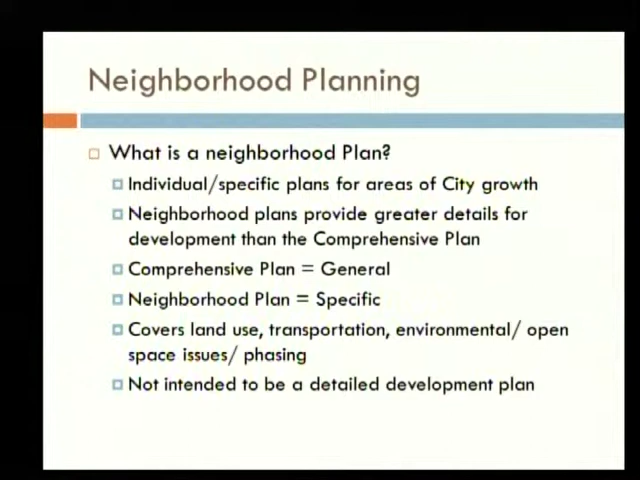 Neighborhood Planning
What is a neighborhood Plan?
Individual/specific plans for areas of City growth
Neighborhood plans provide greater details for
development than the Comprehensive Plan
Comprehensive Plan = General
Neighborhood Plan = Specific
Covers land use, transportation, environmental/ open
space issues/ phasing
Not intended to be a detailed development plan